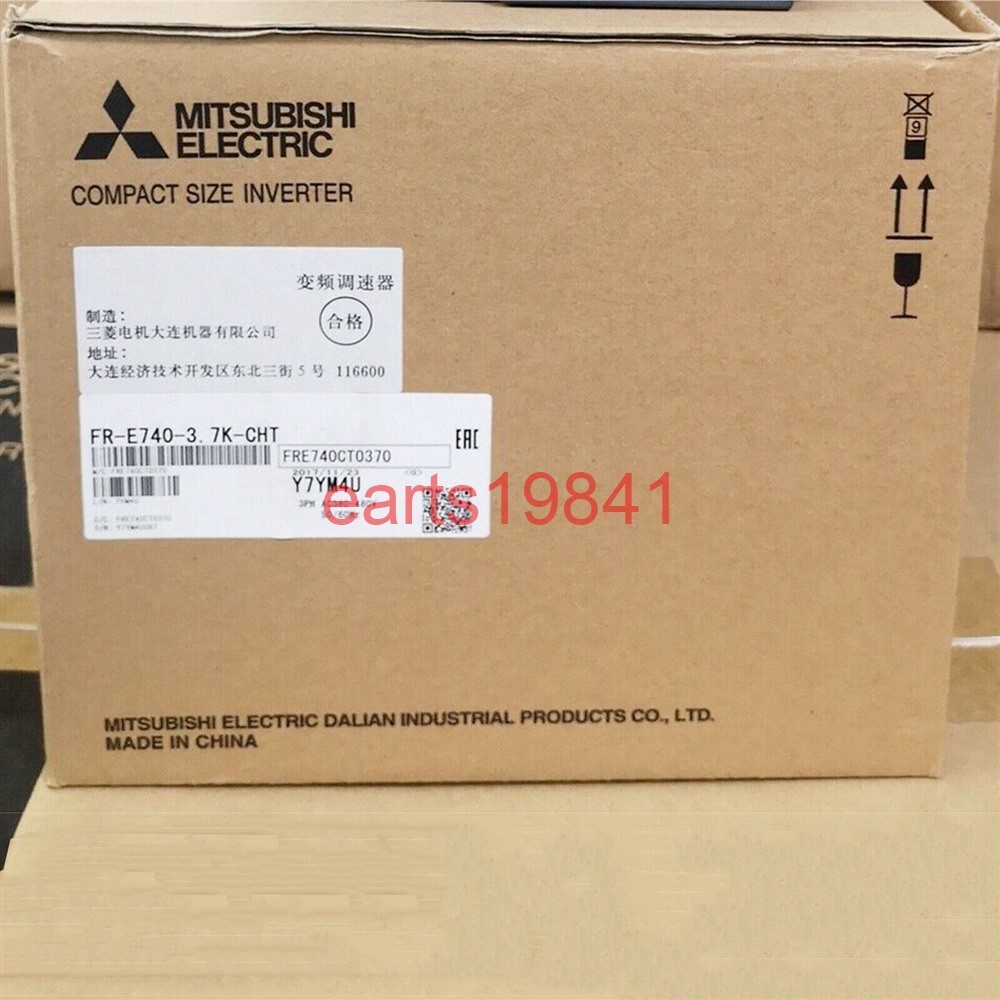 MITSUBISHI
ELECTRIC
COMPACT SIZE INVERTER
9
变频调速器
合格
制造：
三菱电机大连机器有限公司
地址：
大连经济技术开发区东北三街5号 116600
FR-E740-3.7K-CHT
EAC
FRE740CT0370
M/C:FRE740CT0370
2017/11/23 <G>
Y7YM4U
L/N: 7YM4U
earts19841
MITSUBISHI ELECTRIC DALIAN INDUSTRIAL PRODUCTS CO., LTD.
MADE IN CHINA